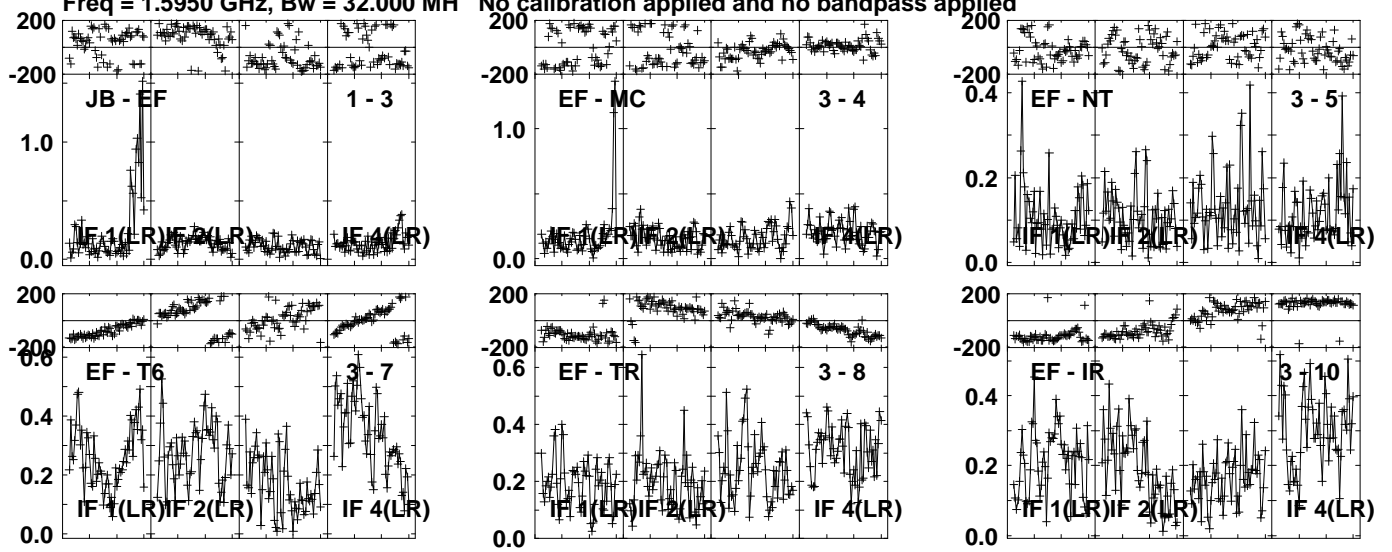 Freq = 1.5950 GHz, Bw = 32.000 MH No calibration applied and no bandpass applied
200
-200
JB - EF 1 - 3
1.0
IF 1(LR) IF 2(LR) IF 4(LR)
0.0
200
-200
EF - MC 3 - 4
1.0
IF 1(LR) IF 2(LR) IF 4(LR)
0.0
200
-200
0.4
EF - NT 3 - 5
0.2
IF 1(LR) IF 2(LR) IF 4(LR)
0.0
200
-200
0.6
EF - T6 3 - 7
0.4
0.2
IF 1(LR) IF 2(LR) IF 4(LR)
0.0
200
-200
0.6
EF - TR 3 - 8
0.4
0.2
IF 1(LR) IF 2(LR) IF 4(LR)
0.0
200
-200
EF - IR 3 - 10
0.4
0.2
IF 1(LR) IF 2(LR) IF 4(LR)
0.0